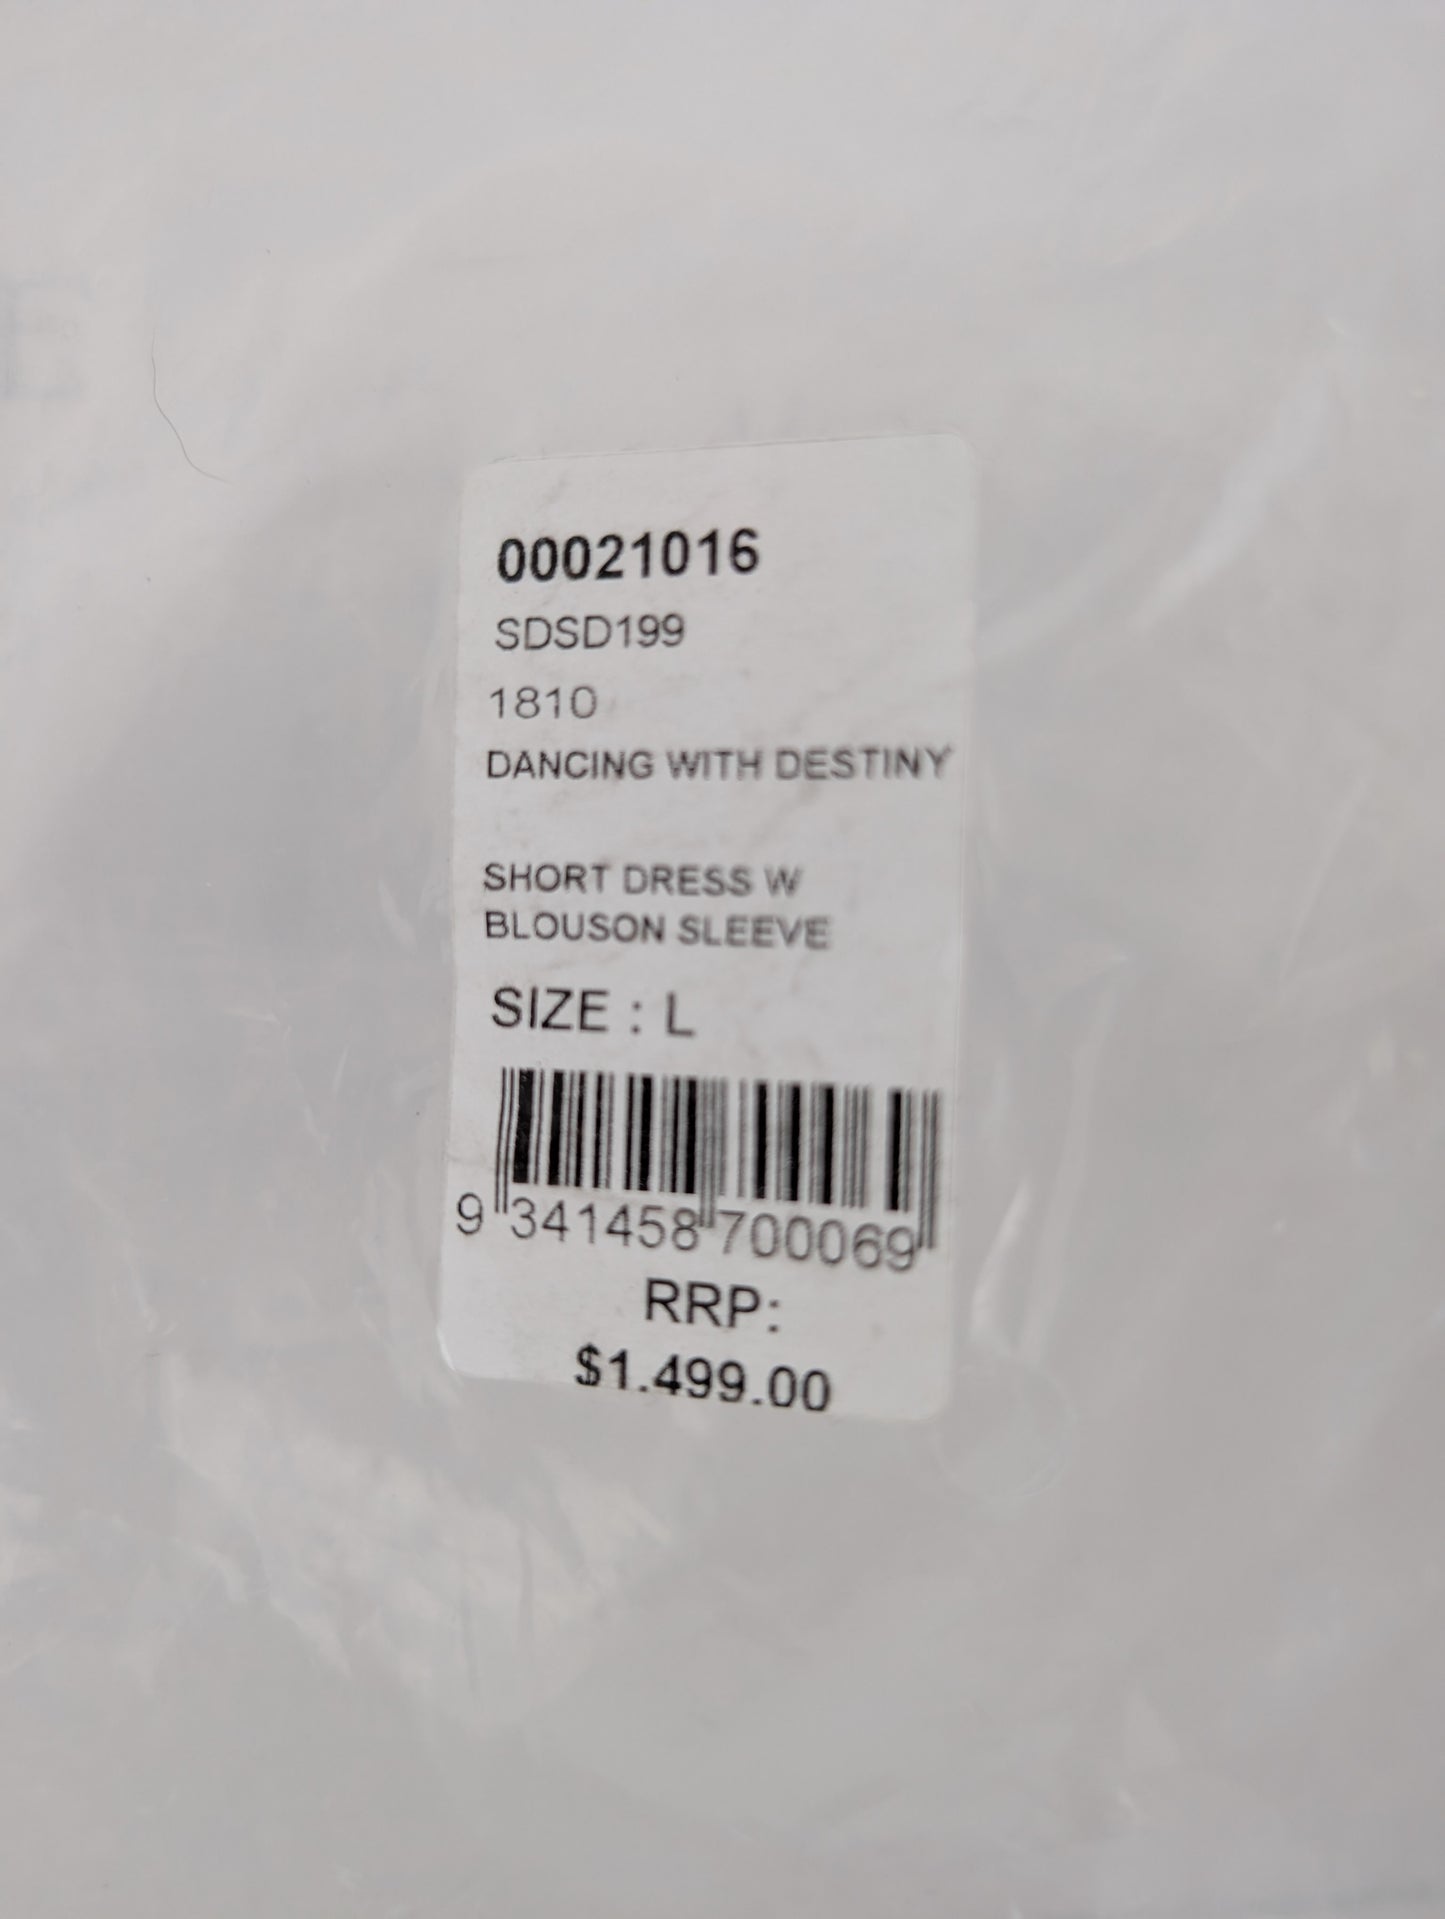 00021016
SDSD199
1810
DANCING WITH DESTINY
SHORT DRESS W
BLOUSON SLEEVE
SIZE : L
9 341458 700069
RRP:
$1.499.00